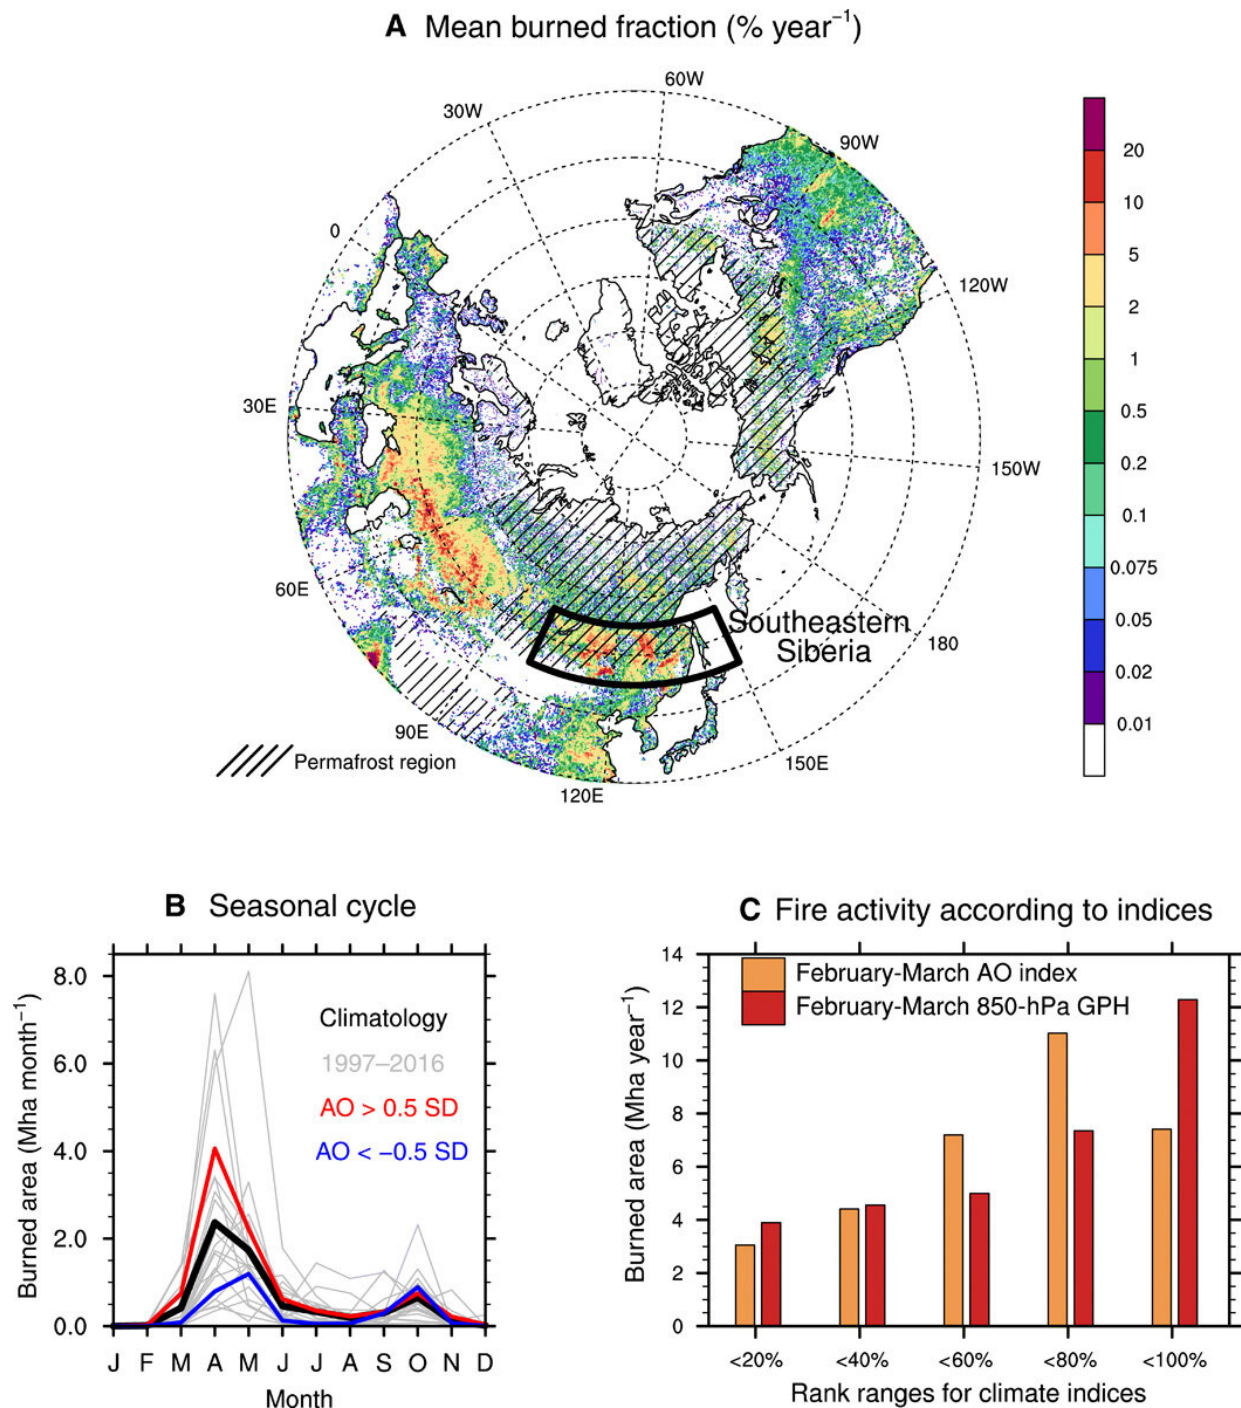 A Mean burned fraction (% year⁻¹)
60W
30W
90W
0
120W
30E
150W
60E
180
90E
150E
120E
Southeastern
Siberia
Permafrost region
20
10
5
2
1
0.5
0.2
0.1
0.075
0.05
0.02
0.01
B Seasonal cycle
Burned area (Mha month⁻¹)
8.0
6.0
4.0
2.0
0.0
Climatology
1997–2016
AO > 0.5 SD
AO < −0.5 SD
J F M A M J J A S O N D
Month
C Fire activity according to indices
Burned area (Mha year⁻¹)
14
12
10
8
6
4
2
0
February-March AO index
February-March 850-hPa GPH
<20% <40% <60% <80% <100%
Rank ranges for climate indices